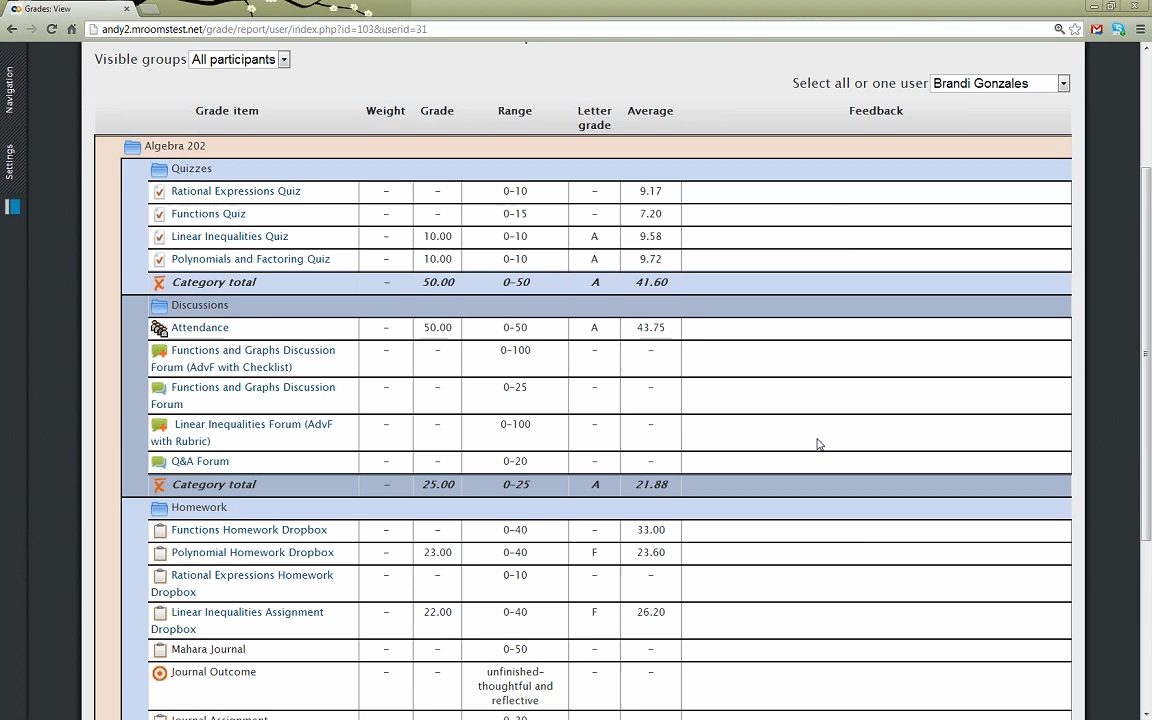 Grades: View
andy2.mroomstest.net/grade/report/user/index.php?id=103&userid=31
Navigation
Settings
Visible groups All participants
Select all or one user Brandi Gonzales
Grade item Weight Grade Range Letter grade Average Feedback
Algebra 202
Quizzes
Rational Expressions Quiz – – 0-10 – 9.17
Functions Quiz – – 0-15 – 7.20
Linear Inequalities Quiz – 10.00 0-10 A 9.58
Polynomials and Factoring Quiz – 10.00 0-10 A 9.72
Category total – 50.00 0-50 A 41.60
Discussions
Attendance – 50.00 0-50 A 43.75
Functions and Graphs Discussion – – 0-100 – –
Forum (AdvF with Checklist)
Functions and Graphs Discussion – – 0-25 – –
Forum
Linear Inequalities Forum (AdvF – – 0-100 – –
with Rubric)
Q&A Forum – – 0-20 – –
Category total – 25.00 0-25 A 21.88
Homework
Functions Homework Dropbox – – 0-40 – 33.00
Polynomial Homework Dropbox – 23.00 0-40 F 23.60
Rational Expressions Homework – – 0-10 – –
Dropbox
Linear Inequalities Assignment – 22.00 0-40 F 26.20
Dropbox
Mahara Journal – – 0-50 – –
Journal Outcome – – unfinished- – –
thoughtful and
reflective